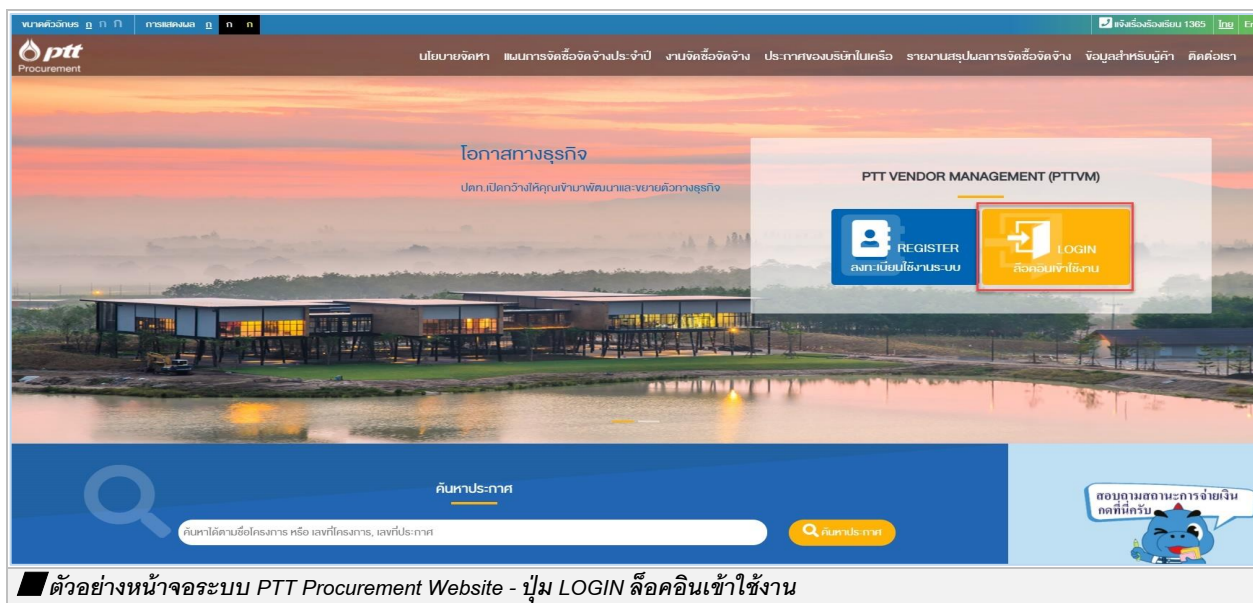 ขนาดตัวอักษร ก ก ก การแสดงผล ก ก ก แจ้งเรื่องร้องเรียน 1365 ไทย
ptt
Procurement
นโยบายจัดหา แผนการจัดซื้อจัดจ้างประจำปี งานจัดซื้อจัดจ้าง ประกาศของบริษัทในเครือ รายงานสรุปผลการจัดซื้อจัดจ้าง ข้อมูลสำหรับผู้ค้า ติดต่อเรา
โอกาสทางธุรกิจ
ปตท.เปิดกว้างให้คุณเข้ามาพัฒนาและขยายตัวทางธุรกิจ
PTT VENDOR MANAGEMENT (PTTVM)
REGISTER
ลงทะเบียนใช้งานระบบ
LOGIN
ล๊อคอินเข้าใช้งาน
ค้นหาประกาศ
ค้นหาได้ตามชื่อโครงการ หรือ เลขที่โครงการ, เลขที่ประกาศ
ค้นหาประกาศ
สอบถามสถานะการจ่ายเงิน
กดที่นี่ครับ
ตัวอย่างหน้าจอระบบ PTT Procurement Website - ปุ่ม LOGIN ล็อคอินเข้าใช้งาน